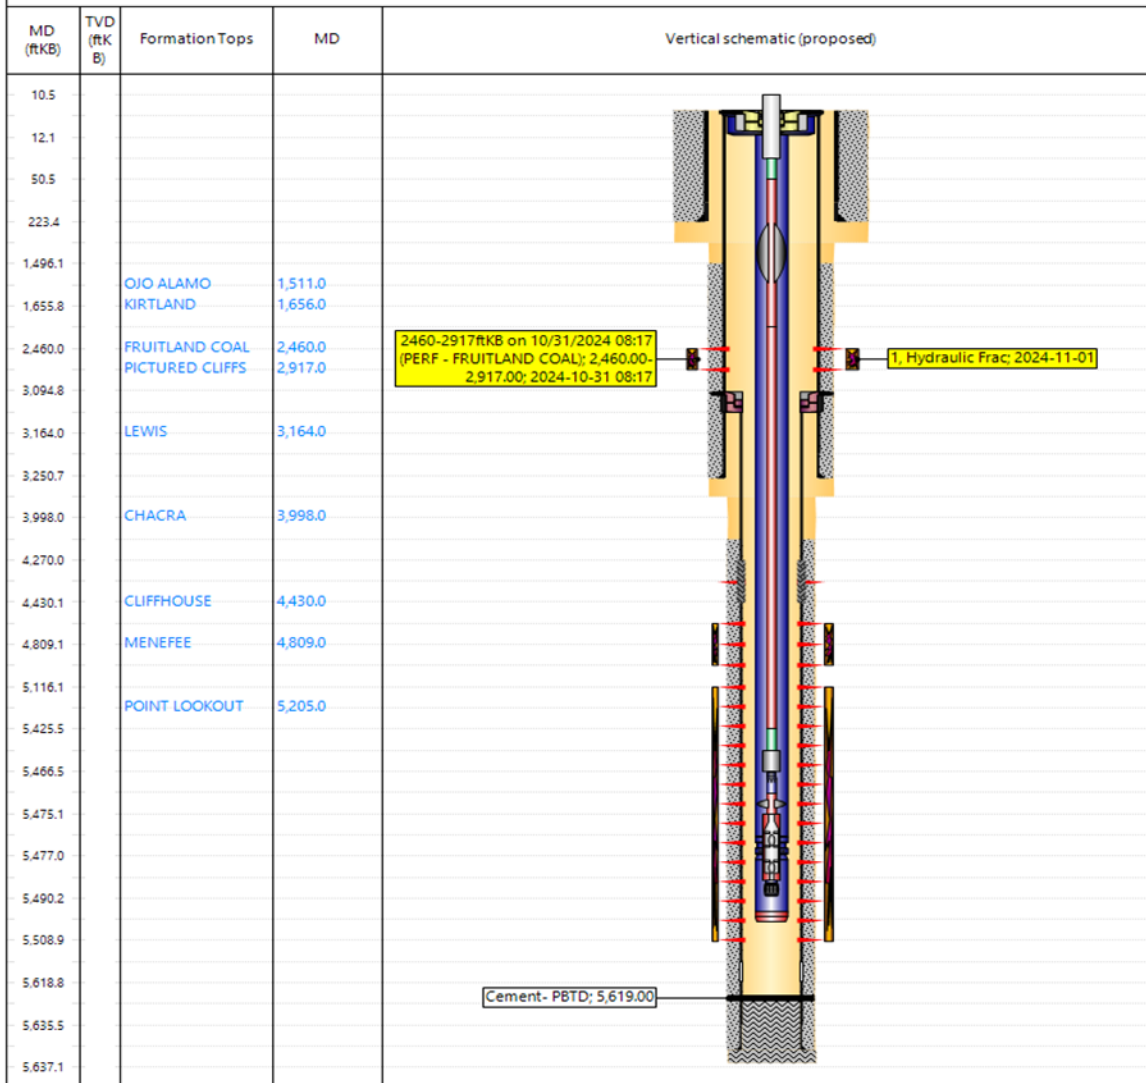 MD
(ftKB)
TVD
(ftK
B)
Formation Tops
MD
Vertical schematic (proposed)
10.5
12.1
50.5
223.4
1,496.1
OJO ALAMO 1,511.0
1,655.8
KIRTLAND 1,656.0
2460-2917ftKB on 10/31/2024 08:17
(PERF - FRUITLAND COAL); 2,460.00-
2,917.00; 2024-10-31 08:17
1, Hydraulic Frac; 2024-11-01
2,460.0
FRUITLAND COAL 2,460.0
PICTURED CLIFFS 2,917.0
3,094.8
3,164.0
LEWIS 3,164.0
3,250.7
3,998.0
CHACRA 3,998.0
4,270.0
4,430.1
CLIFFHOUSE 4,430.0
4,809.1
MENEFEE 4,809.0
5,116.1
POINT LOOKOUT 5,205.0
5,425.5
5,466.5
5,475.1
5,477.0
5,490.2
5,508.9
5,618.8
Cement- PBTD; 5,619.00
5,635.5
5,637.1